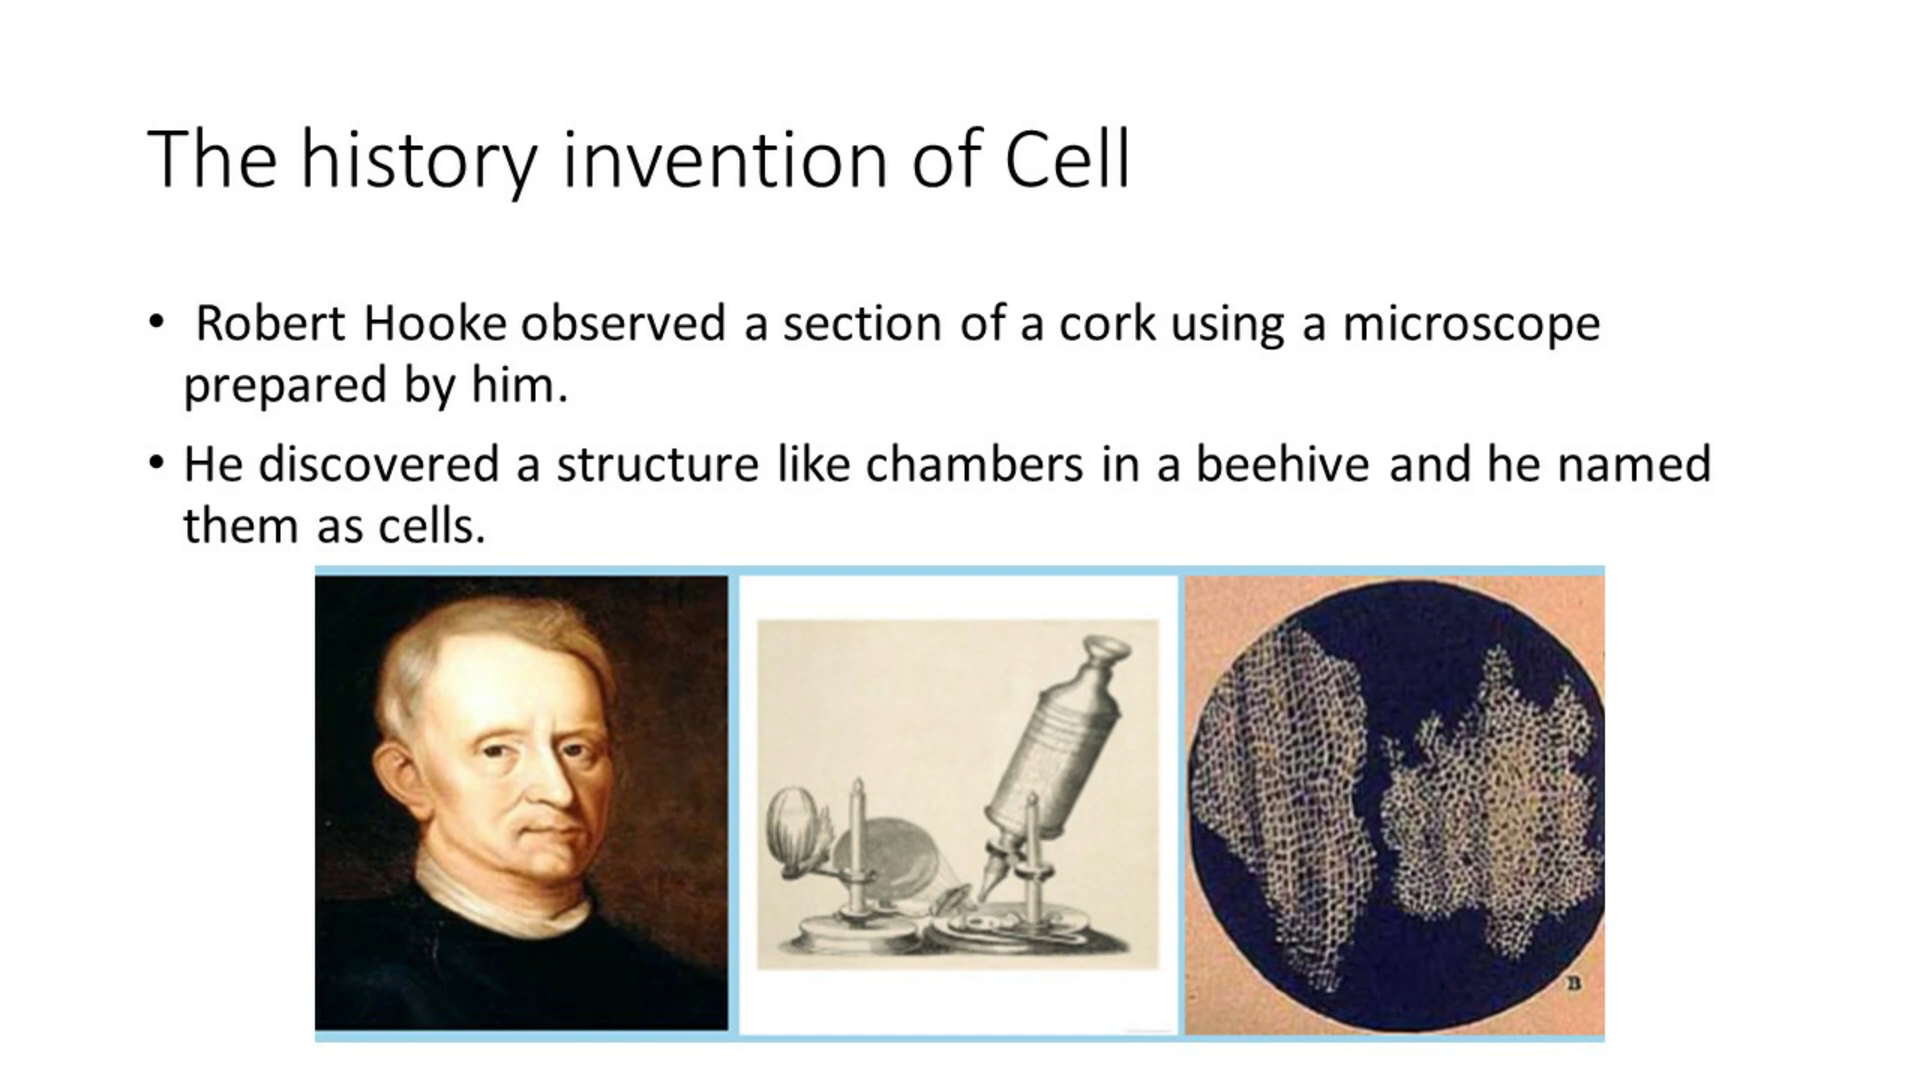 The history invention of Cell
• Robert Hooke observed a section of a cork using a microscope
prepared by him.
• He discovered a structure like chambers in a beehive and he named
them as cells.
B